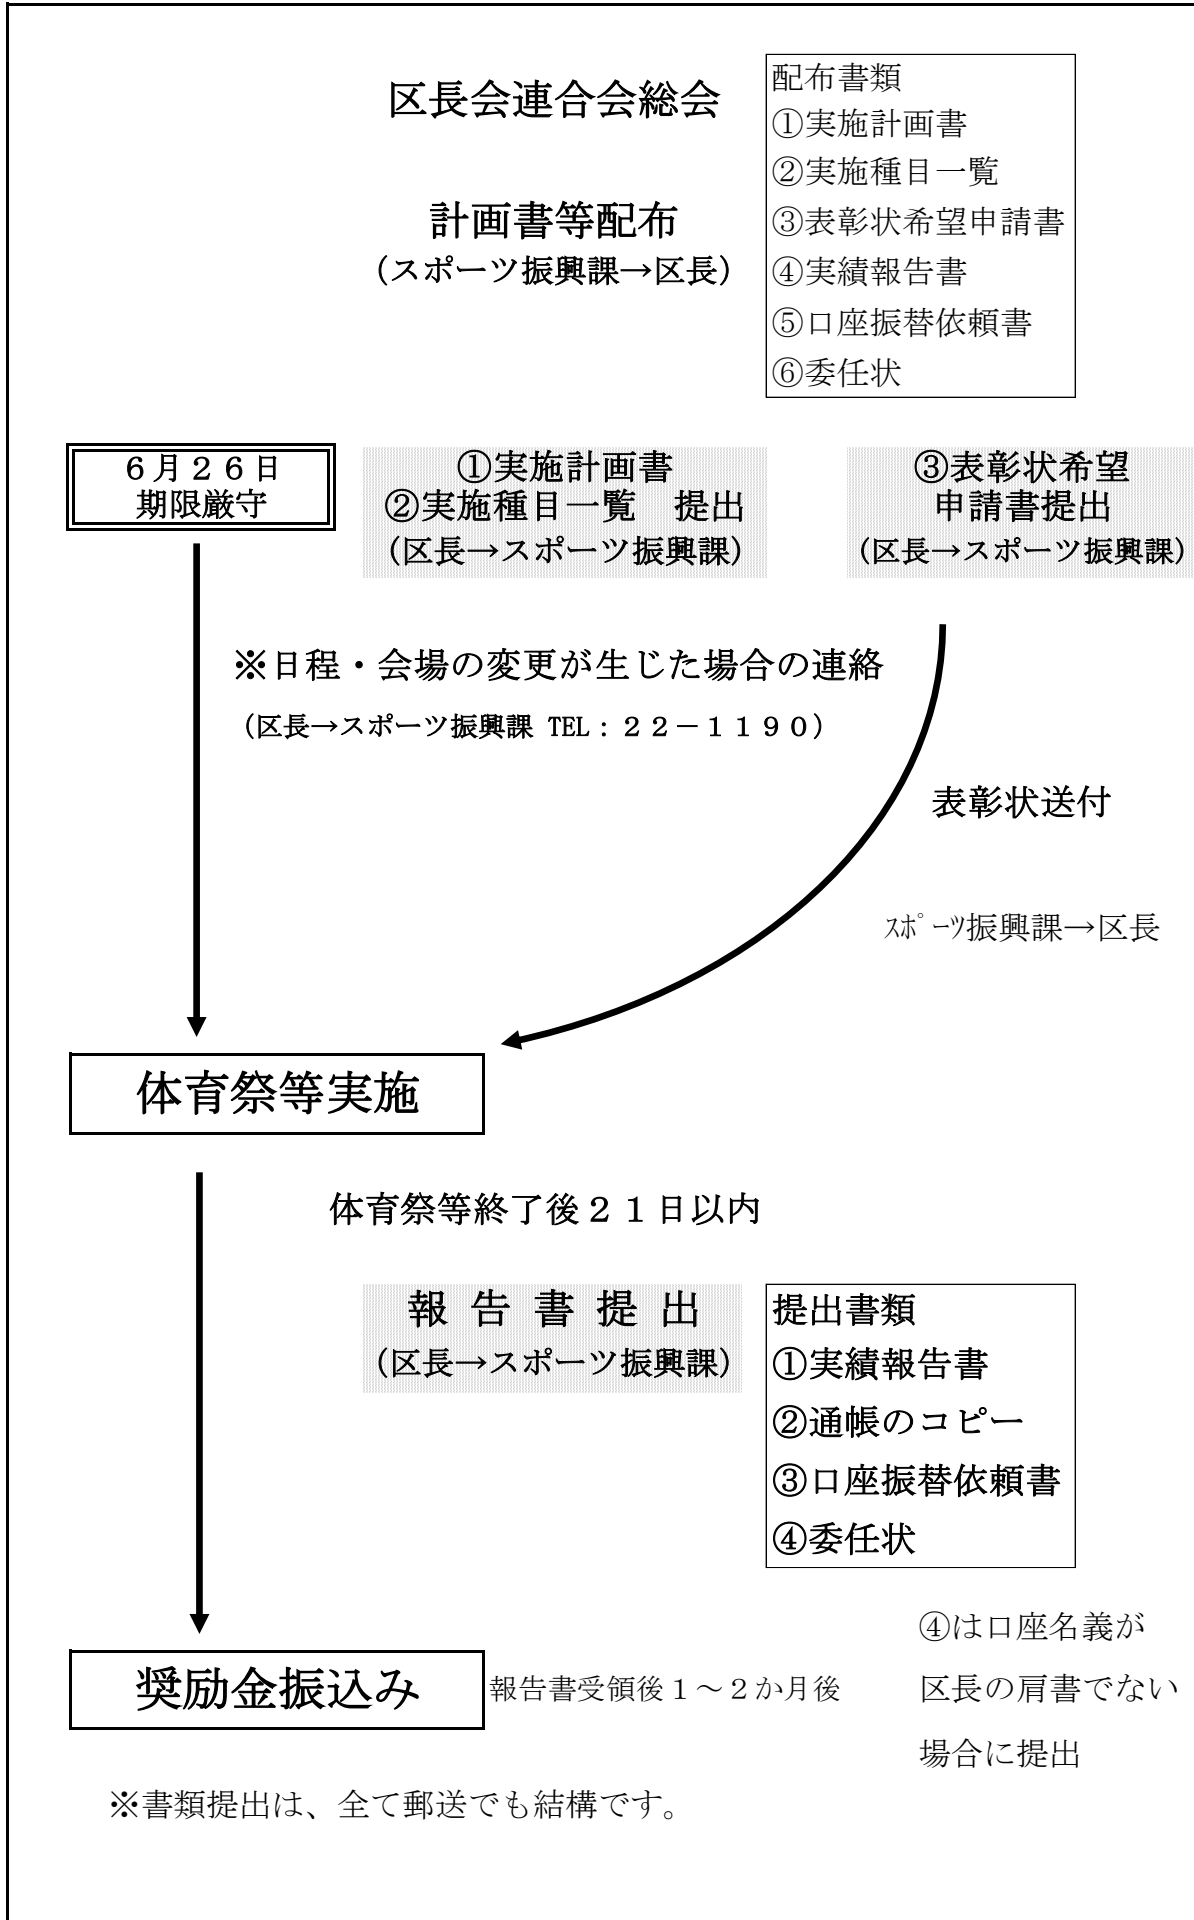 区長会連合会総会
計画書等配布
（スポーツ振興課→区長）
配布書類
①実施計画書
②実施種目一覧
③表彰状希望申請書
④実績報告書
⑤口座振替依頼書
⑥委任状
６月２６日
期限厳守
①実施計画書
②実施種目一覧　提出
（区長→スポーツ振興課）
③表彰状希望
申請書提出
（区長→スポーツ振興課）
※日程・会場の変更が生じた場合の連絡
（区長→スポーツ振興課 TEL：２２－１１９０）
表彰状送付
ｽﾎﾟｰﾂ振興課→区長
体育祭等実施
体育祭等終了後２１日以内
報 告 書 提 出
（区長→スポーツ振興課）
提出書類
①実績報告書
②通帳のコピー
③口座振替依頼書
④委任状
④は口座名義が
区長の肩書でない
場合に提出
奨励金振込み
報告書受領後１～２か月後
※書類提出は、全て郵送でも結構です。